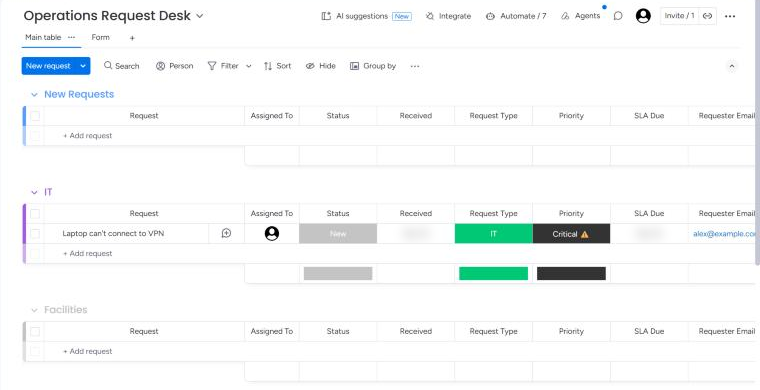 Operations Request Desk
AI suggestions New Integrate Automate / 7 Agents Invite / 1
Main table Form +
New request Search Person Filter Sort Hide Group by
New Requests
Request Assigned To Status Received Request Type Priority SLA Due Requester Email
+ Add request
IT
Request Assigned To Status Received Request Type Priority SLA Due Requester Email
Laptop can't connect to VPN New IT Critical alex@example.co
+ Add request
Facilities
Request Assigned To Status Received Request Type Priority SLA Due Requester Email
+ Add request